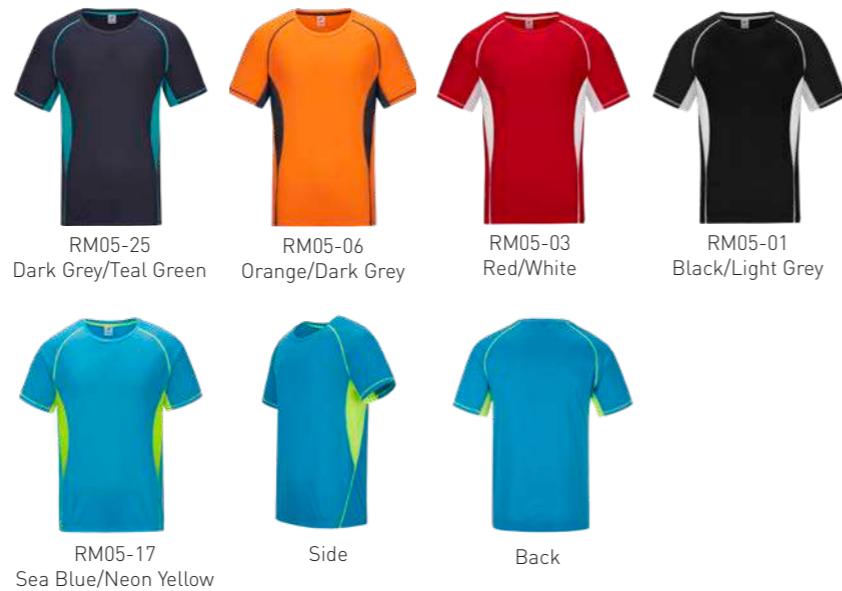 RM05-25
Dark Grey/Teal Green
RM05-06
Orange/Dark Grey
RM05-03
Red/White
RM05-01
Black/Light Grey
RM05-17
Sea Blue/Neon Yellow
Side
Back